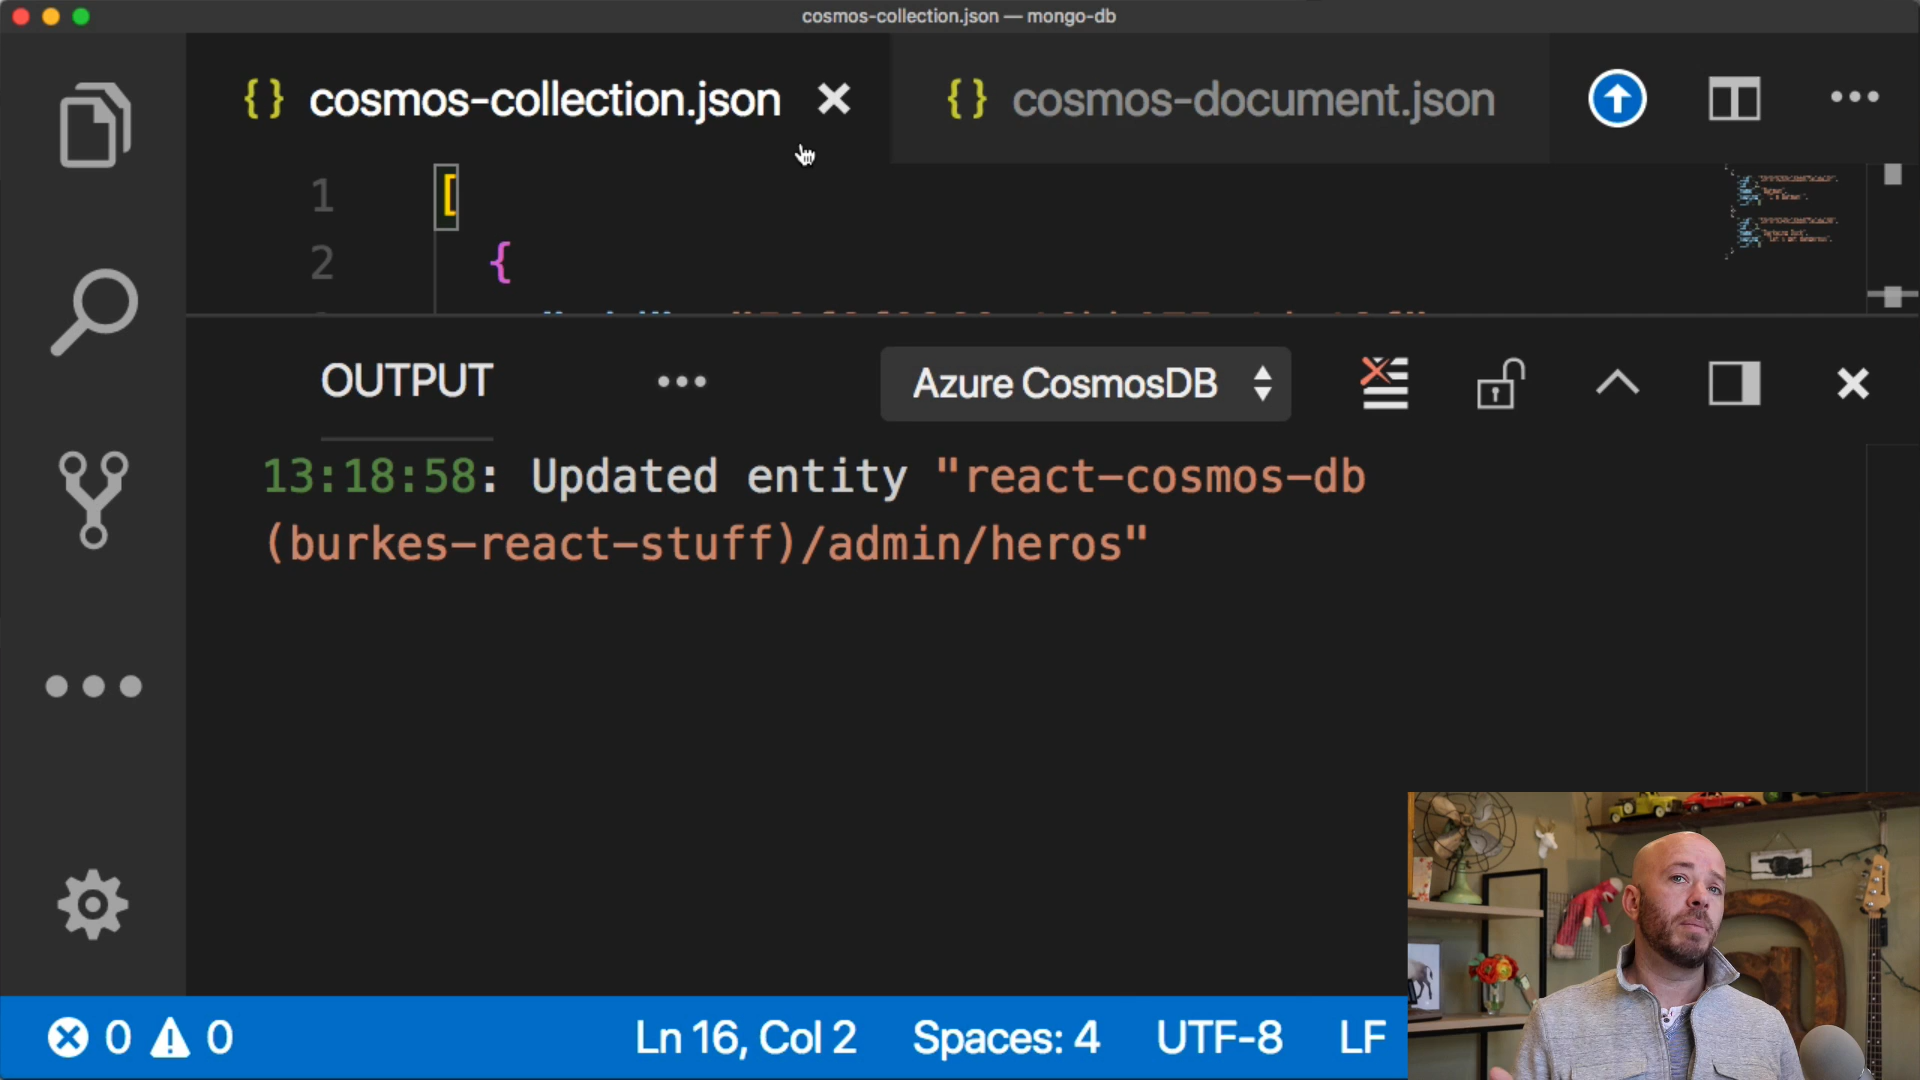 cosmos-collection.json — mongo-db
{} cosmos-collection.json
{} cosmos-document.json
1 [
2 {
OUTPUT
Azure CosmosDB
13:18:58: Updated entity "react-cosmos-db
(burkes-react-stuff)/admin/heros"
0 0 Ln 16, Col 2 Spaces: 4 UTF-8 LF